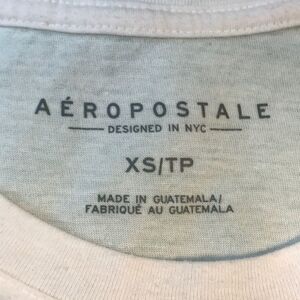 AÉROPOSTALE
DESIGNED IN NYC
XS/TP
MADE IN GUATEMALA/
FABRIQUÉ AU GUATEMALA